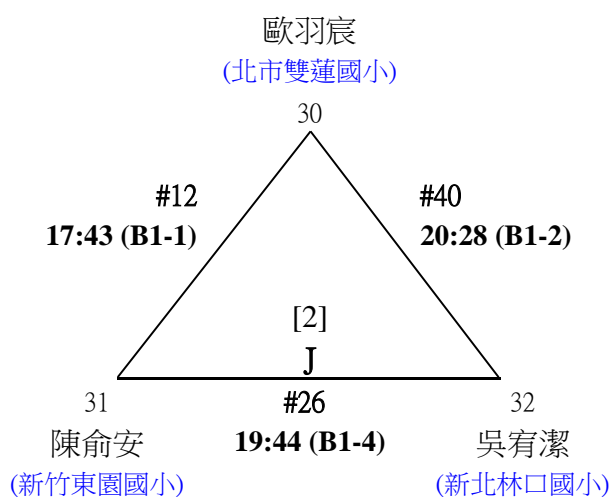 歐羽宸
(北市雙蓮國小)
30
#12
#40
17:43 (B1-1)
20:28 (B1-2)
[2]
J
31
#26
32
陳俞安
19:44 (B1-4)
吳宥潔
(新竹東園國小)
(新北林口國小)